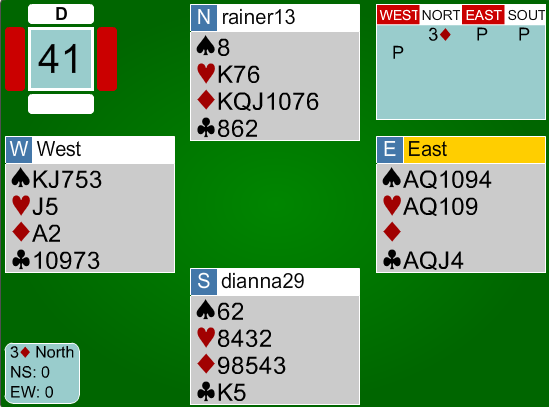 D
41
N rainer13
♠8
♥K76
♦KQJ1076
♣862
WEST NORT EAST SOUT
3♦ P P
P
W West
♠KJ753
♥J5
♦A2
♣10973
E East
♠AQ1094
♥AQ109
♦
♣AQJ4
S dianna29
♠62
♥8432
♦98543
♣K5
3♦ North
NS: 0
EW: 0